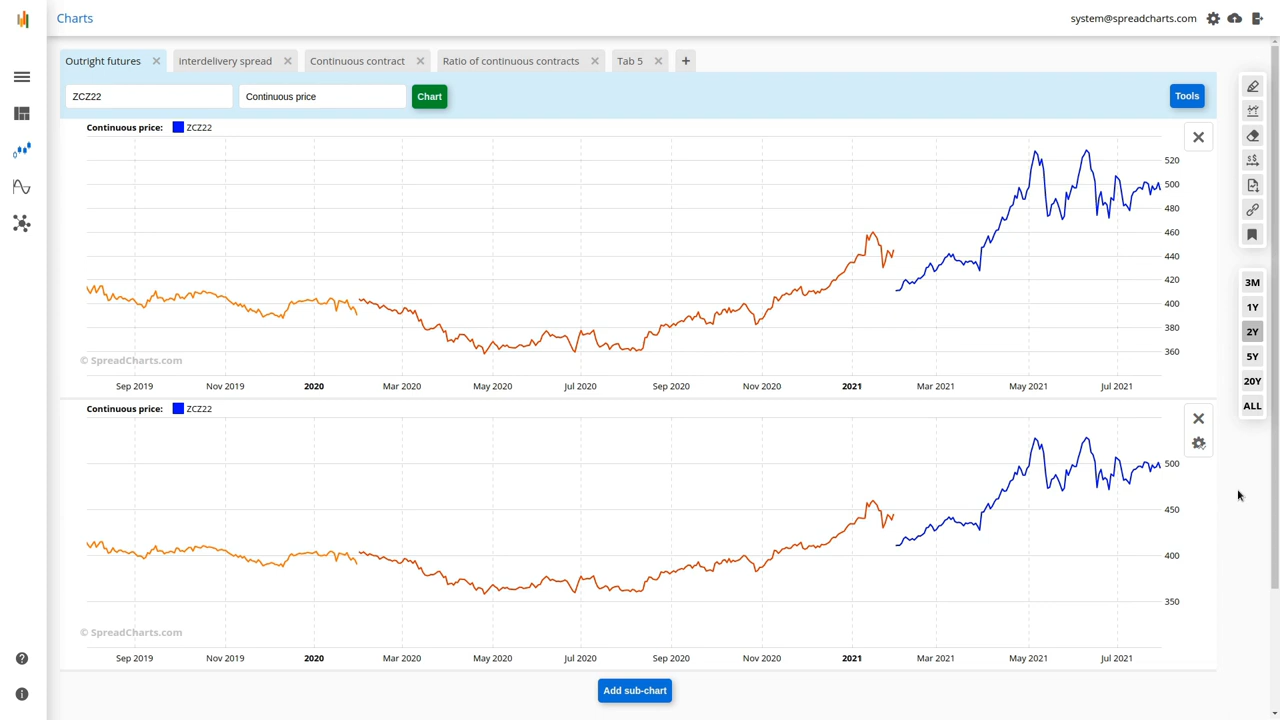 Charts
system@spreadcharts.com
Outright futures
Interdelivery spread
Continuous contract
Ratio of continuous contracts
Tab 5
+
ZCZ22
Continuous price
Chart
Tools
Continuous price: ZCZ22
520
500
480
460
440
420
400
380
360
© SpreadCharts.com
Sep 2019 Nov 2019 2020 Mar 2020 May 2020 Jul 2020 Sep 2020 Nov 2020 2021 Mar 2021 May 2021 Jul 2021
Continuous price: ZCZ22
500
450
400
350
© SpreadCharts.com
Sep 2019 Nov 2019 2020 Mar 2020 May 2020 Jul 2020 Sep 2020 Nov 2020 2021 Mar 2021 May 2021 Jul 2021
Add sub-chart
3M
1Y
2Y
5Y
20Y
ALL